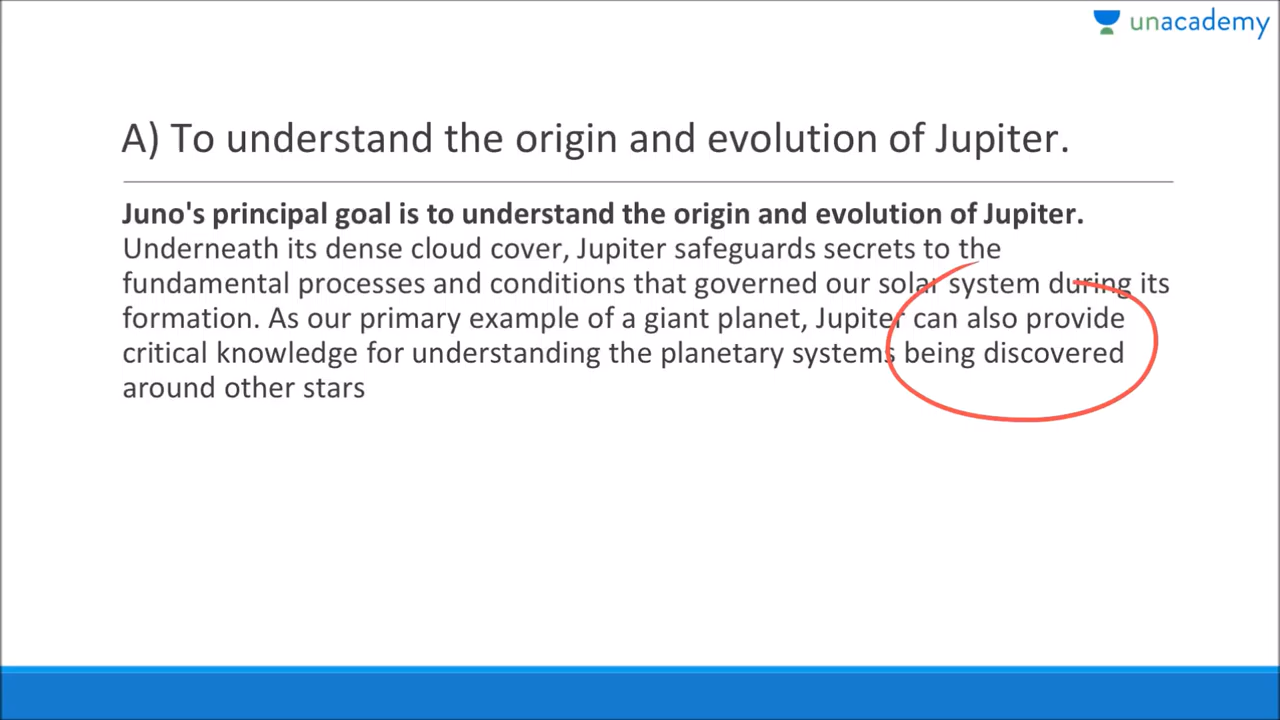 unacademy
A) To understand the origin and evolution of Jupiter.
Juno's principal goal is to understand the origin and evolution of Jupiter.
Underneath its dense cloud cover, Jupiter safeguards secrets to the
fundamental processes and conditions that governed our solar system during its
formation. As our primary example of a giant planet, Jupiter can also provide
critical knowledge for understanding the planetary systems being discovered
around other stars